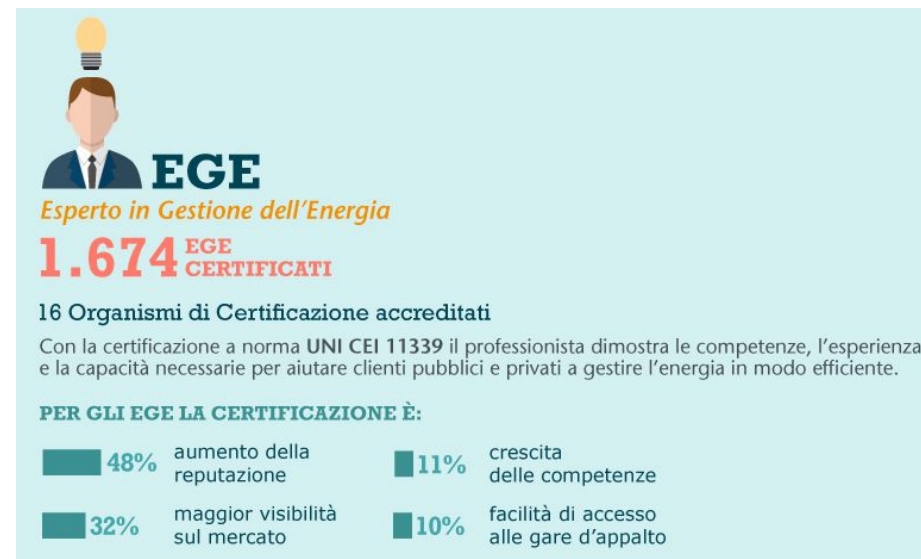 EGE
Esperto in Gestione dell'Energia
1.674 EGE CERTIFICATI
16 Organismi di Certificazione accreditati
Con la certificazione a norma UNI CEI 11339 il professionista dimostra le competenze, l'esperienza
e la capacità necessarie per aiutare clienti pubblici e privati a gestire l'energia in modo efficiente.
PER GLI EGE LA CERTIFICAZIONE È:
48% aumento della
reputazione
11% crescita
delle competenze
32% maggior visibilità
sul mercato
10% facilità di accesso
alle gare d'appalto